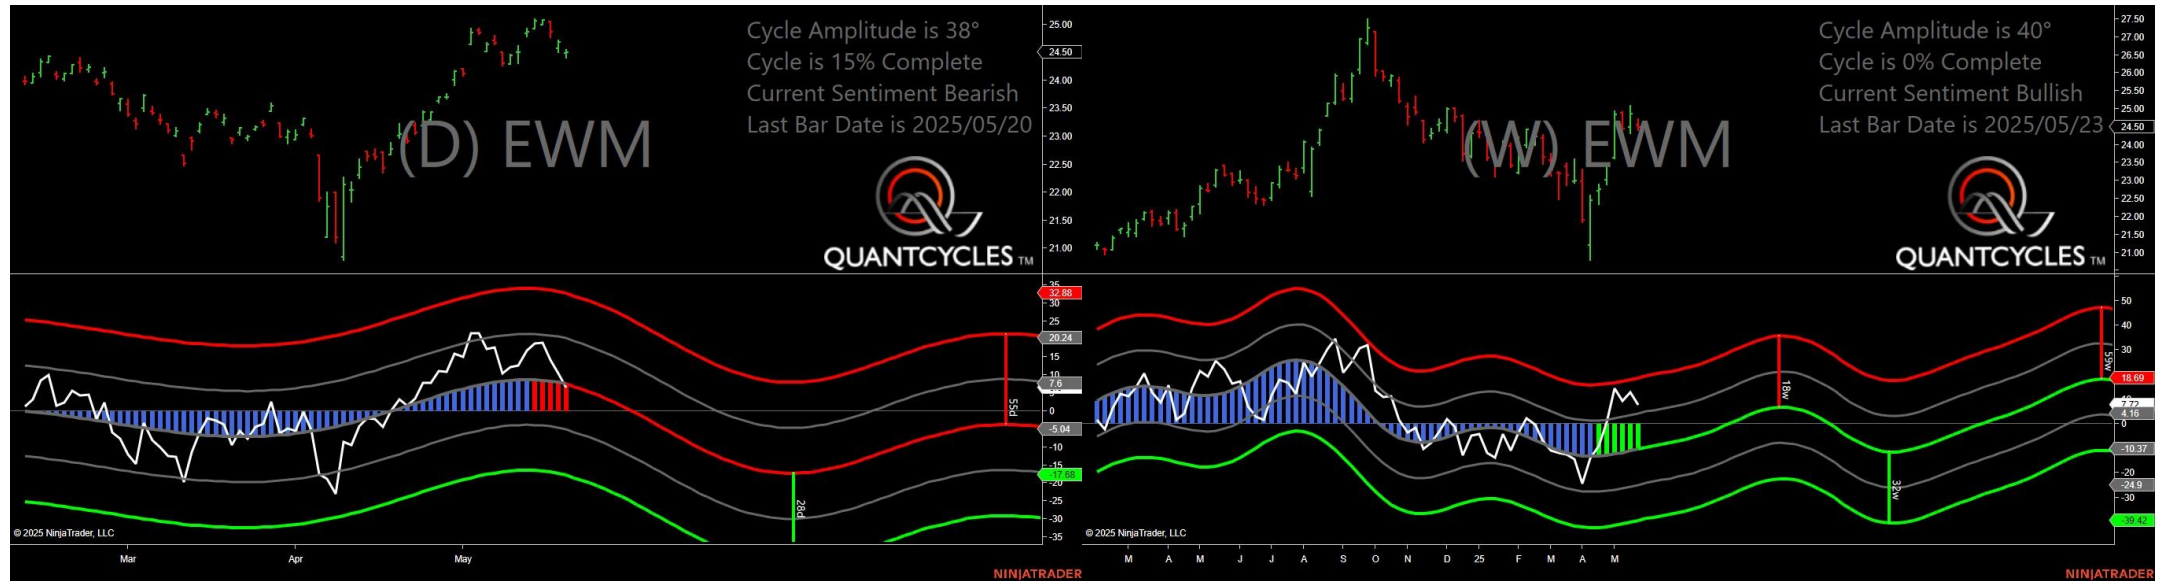 Cycle Amplitude is 38°
Cycle is 15% Complete
Current Sentiment Bearish
Last Bar Date is 2025/05/20
(D) EWM
QUANTCYCLES TM
25.00
24.50
24.00
23.50
23.00
22.50
22.00
21.50
21.00
35
32.88
30
25
20.24
15
10
7.6
0
-5.04
-10
-15
-17.68
-20
-25
-30
-35
55d
28d
© 2025 NinjaTrader, LLC
Mar
Apr
May
NINJATRADER
Cycle Amplitude is 40°
Cycle is 0% Complete
Current Sentiment Bullish
Last Bar Date is 2025/05/23
(W) EWM
QUANTCYCLES TM
27.50
27.00
26.50
26.00
25.50
25.00
24.50
24.00
23.50
23.00
22.50
22.00
21.50
21.00
50
40
30
18.69
7.72
4.16
0
-10.37
-20
-24.9
-30
-39.42
18w
32w
59w
© 2025 NinjaTrader, LLC
M A M J J A S O N D 25 F M A M
NINJATRADER